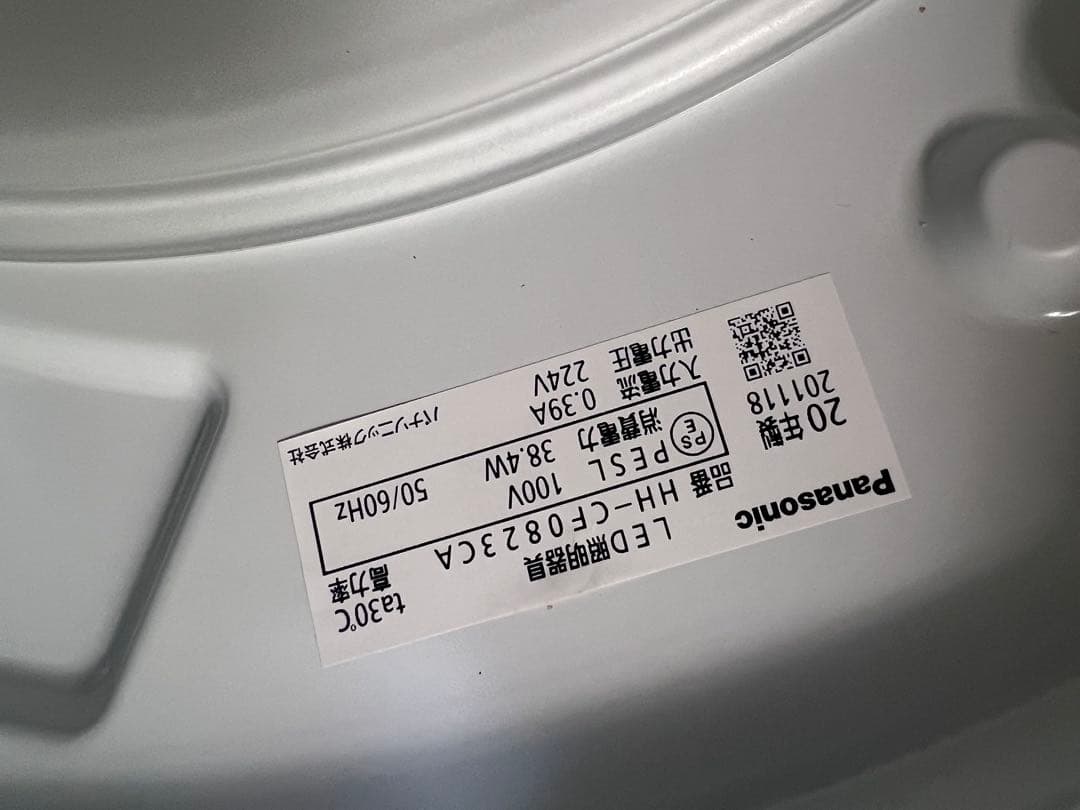 Panasonic
LED照明器具
ta30℃
品番 HH-CF0823CA
高力率
PSE
PESL 100V 50/60Hz
消費電力 38.4W
入力電流 0.39A
出力電圧 224V
20年製
201118
パナソニック株式会社